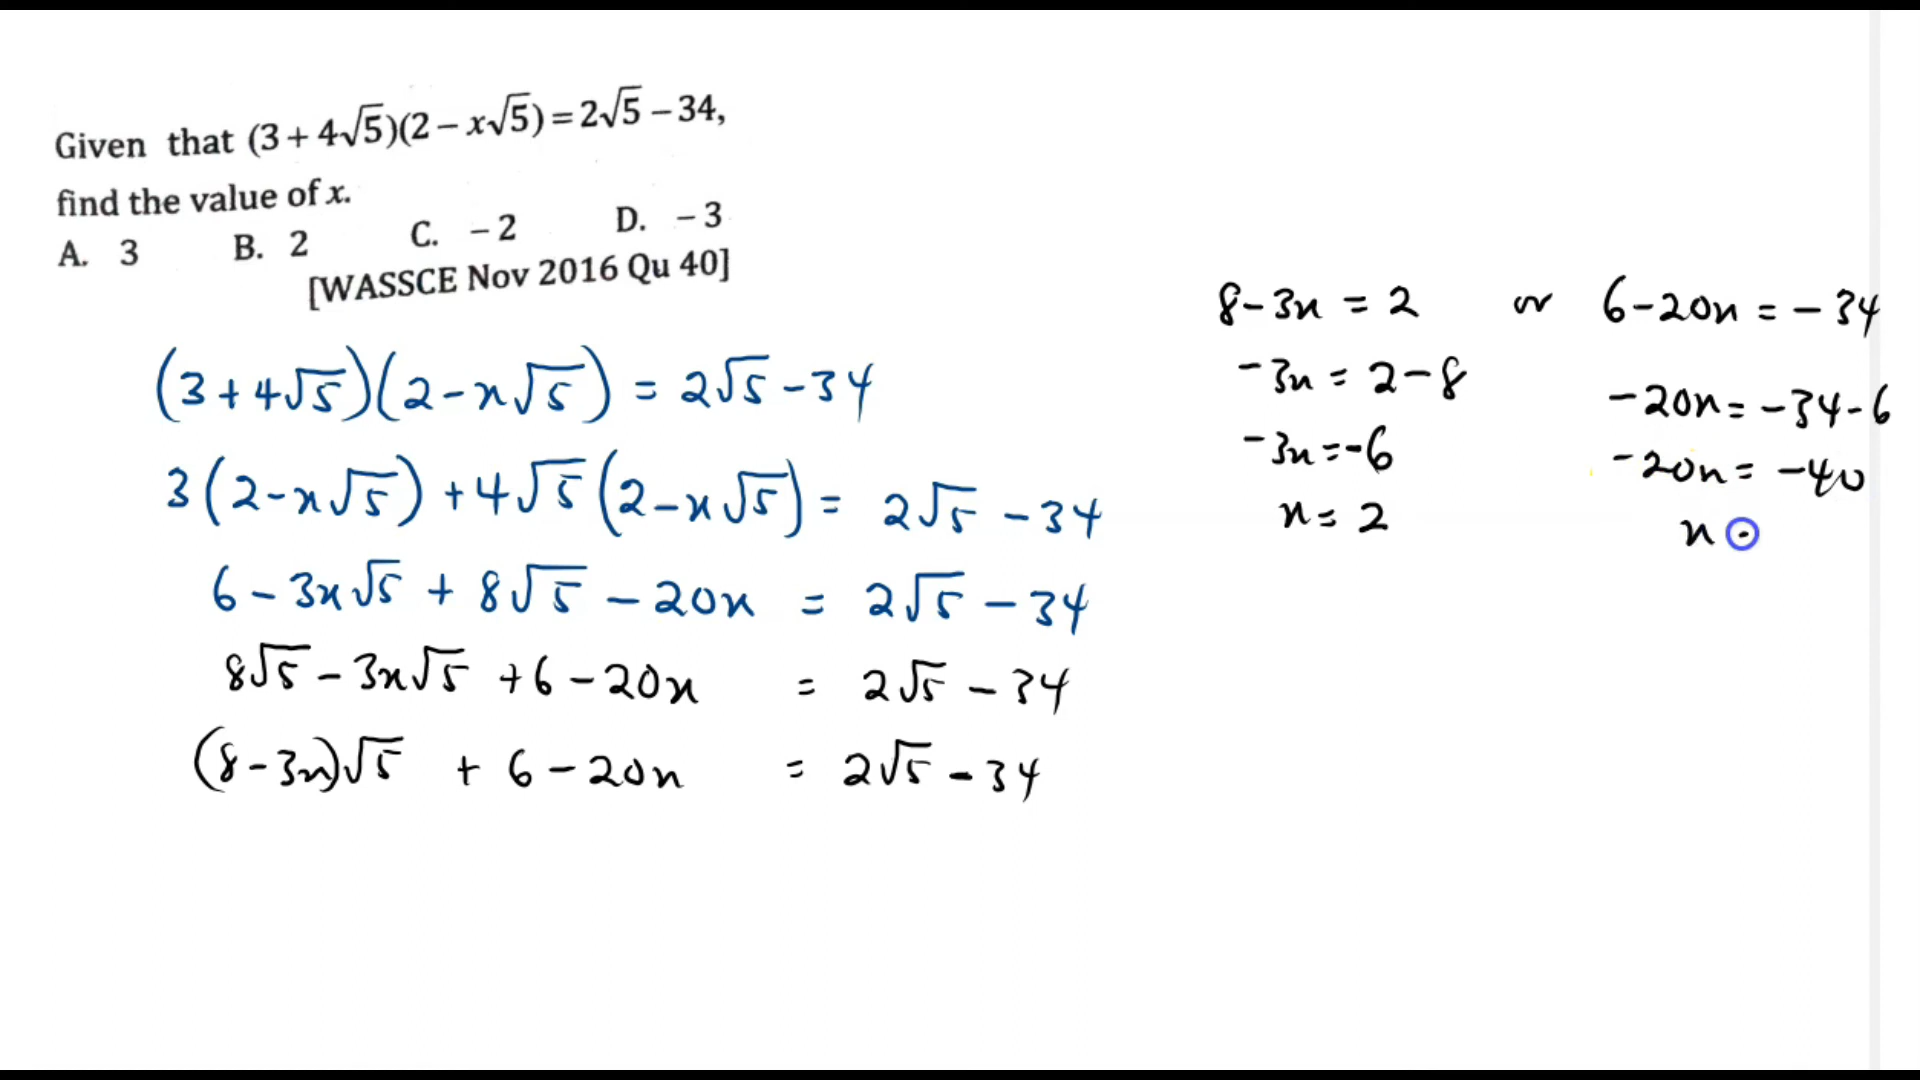 Given that (3 + 4√5)(2 – x√5) = 2√5 – 34,
find the value of x.
A. 3 B. 2 C. – 2 D. – 3
[WASSCE Nov 2016 Qu 40]
(3+4√5)(2-x√5) = 2√5-34
3(2-x√5)+4√5(2-x√5) = 2√5-34
6-3x√5+8√5-20x = 2√5-34
8√5-3x√5+6-20x = 2√5-34
(8-3x)√5 + 6-20x = 2√5-34
8-3x = 2 or 6-20x = -34
-3x = 2-8
-20x = -34-6
-3x = -6
-20x = -40
x = 2
x